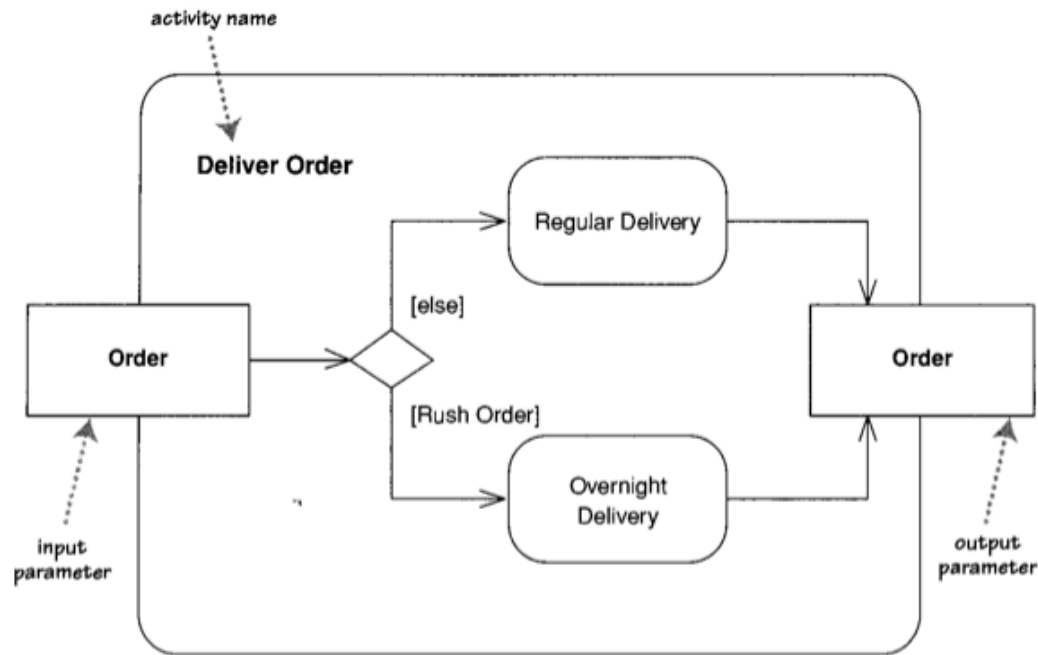 activity name
Deliver Order
Regular Delivery
[else]
Order
Order
[Rush Order]
Overnight
Delivery
input
parameter
output
parameter